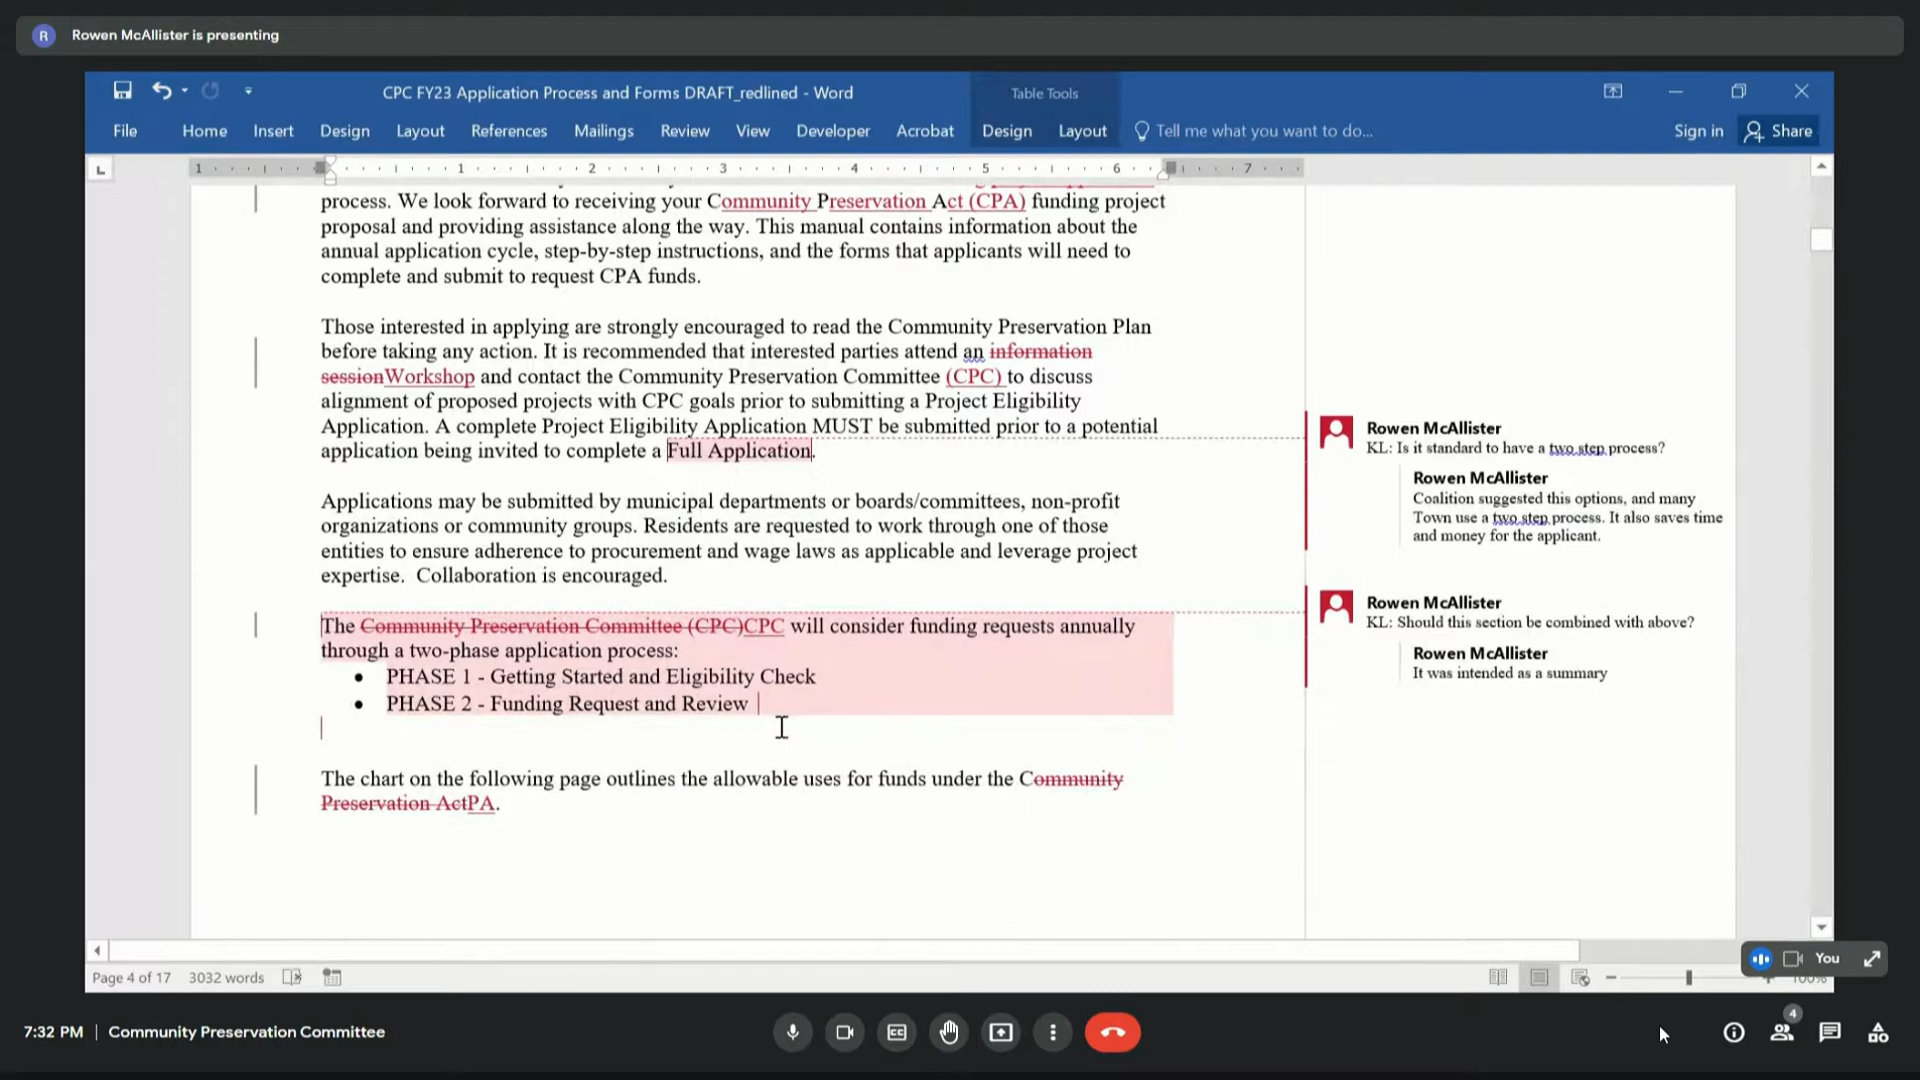 R Rowen McAllister is presenting
CPC FY23 Application Process and Forms DRAFT_redlined - Word
Table Tools
File Home Insert Design Layout References Mailings Review View Developer Acrobat Design Layout Tell me what you want to do... Sign in Share
1 1 2 3 4 5 6 7
process. We look forward to receiving your Community Preservation Act (CPA) funding project
proposal and providing assistance along the way. This manual contains information about the
annual application cycle, step-by-step instructions, and the forms that applicants will need to
complete and submit to request CPA funds.
Those interested in applying are strongly encouraged to read the Community Preservation Plan
before taking any action. It is recommended that interested parties attend an information
sessionWorkshop and contact the Community Preservation Committee (CPC) to discuss
alignment of proposed projects with CPC goals prior to submitting a Project Eligibility
Application. A complete Project Eligibility Application MUST be submitted prior to a potential
application being invited to complete a Full Application.
Applications may be submitted by municipal departments or boards/committees, non-profit
organizations or community groups. Residents are requested to work through one of those
entities to ensure adherence to procurement and wage laws as applicable and leverage project
expertise.  Collaboration is encouraged.
The Community Preservation Committee (CPC)CPC will consider funding requests annually
through a two-phase application process:
• PHASE 1 - Getting Started and Eligibility Check
• PHASE 2 - Funding Request and Review
The chart on the following page outlines the allowable uses for funds under the Community
Preservation ActPA.
Rowen McAllister
KL: Is it standard to have a two step process?
Rowen McAllister
Coalition suggested this options, and many
Town use a two step process. It also saves time
and money for the applicant.
Rowen McAllister
KL: Should this section be combined with above?
Rowen McAllister
It was intended as a summary
Page 4 of 17 3032 words
You
7:32 PM | Community Preservation Committee
CC
4